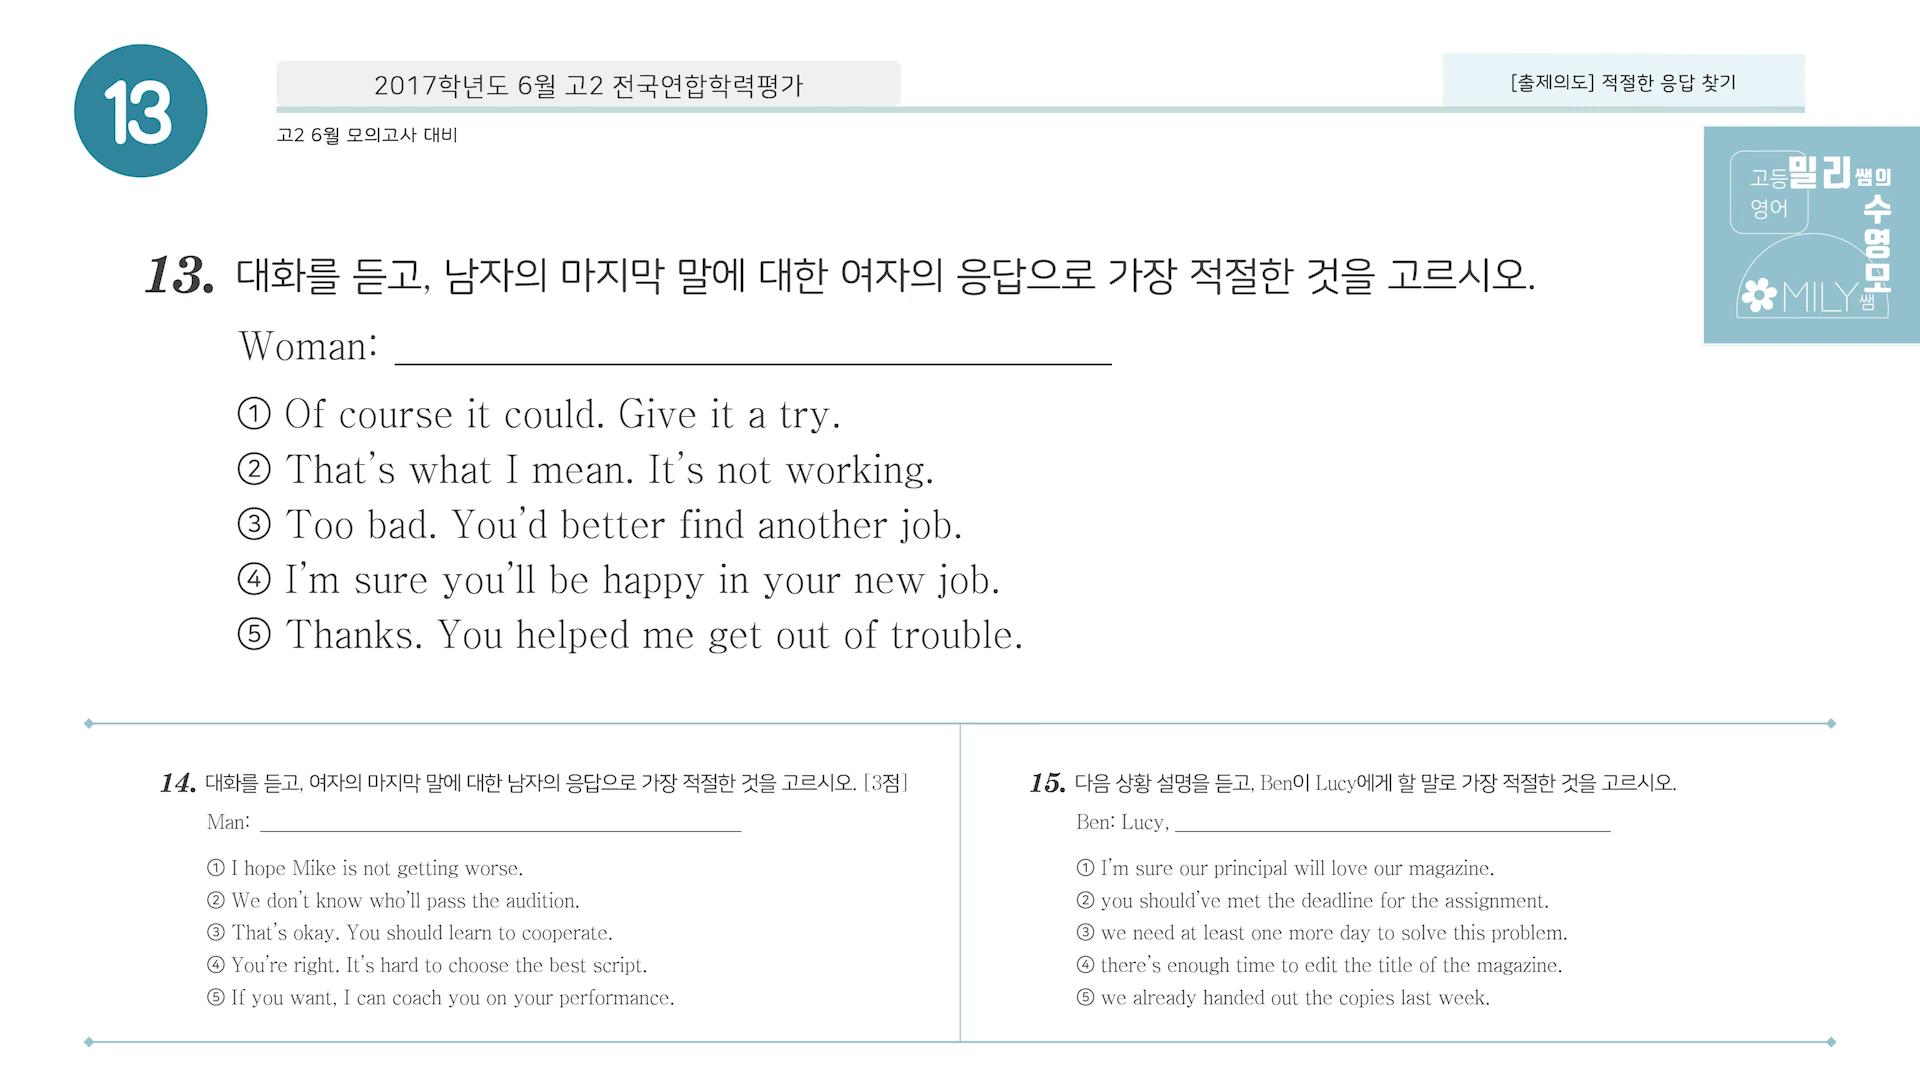 13
2017학년도 6월 고2 전국연합학력평가
[출제의도] 적절한 응답 찾기
고2 6월 모의고사 대비
고등 밀리쌤의
영어 수영모
MILY쌤
13. 대화를 듣고, 남자의 마지막 말에 대한 여자의 응답으로 가장 적절한 것을 고르시오.
Woman:
① Of course it could. Give it a try.
② That's what I mean. It's not working.
③ Too bad. You'd better find another job.
④ I'm sure you'll be happy in your new job.
⑤ Thanks. You helped me get out of trouble.
14. 대화를 듣고, 여자의 마지막 말에 대한 남자의 응답으로 가장 적절한 것을 고르시오. [3점]
Man:
① I hope Mike is not getting worse.
② We don't know who'll pass the audition.
③ That's okay. You should learn to cooperate.
④ You're right. It's hard to choose the best script.
⑤ If you want, I can coach you on your performance.
15. 다음 상황 설명을 듣고, Ben이 Lucy에게 할 말로 가장 적절한 것을 고르시오.
Ben: Lucy,
① I'm sure our principal will love our magazine.
② you should've met the deadline for the assignment.
③ we need at least one more day to solve this problem.
④ there's enough time to edit the title of the magazine.
⑤ we already handed out the copies last week.